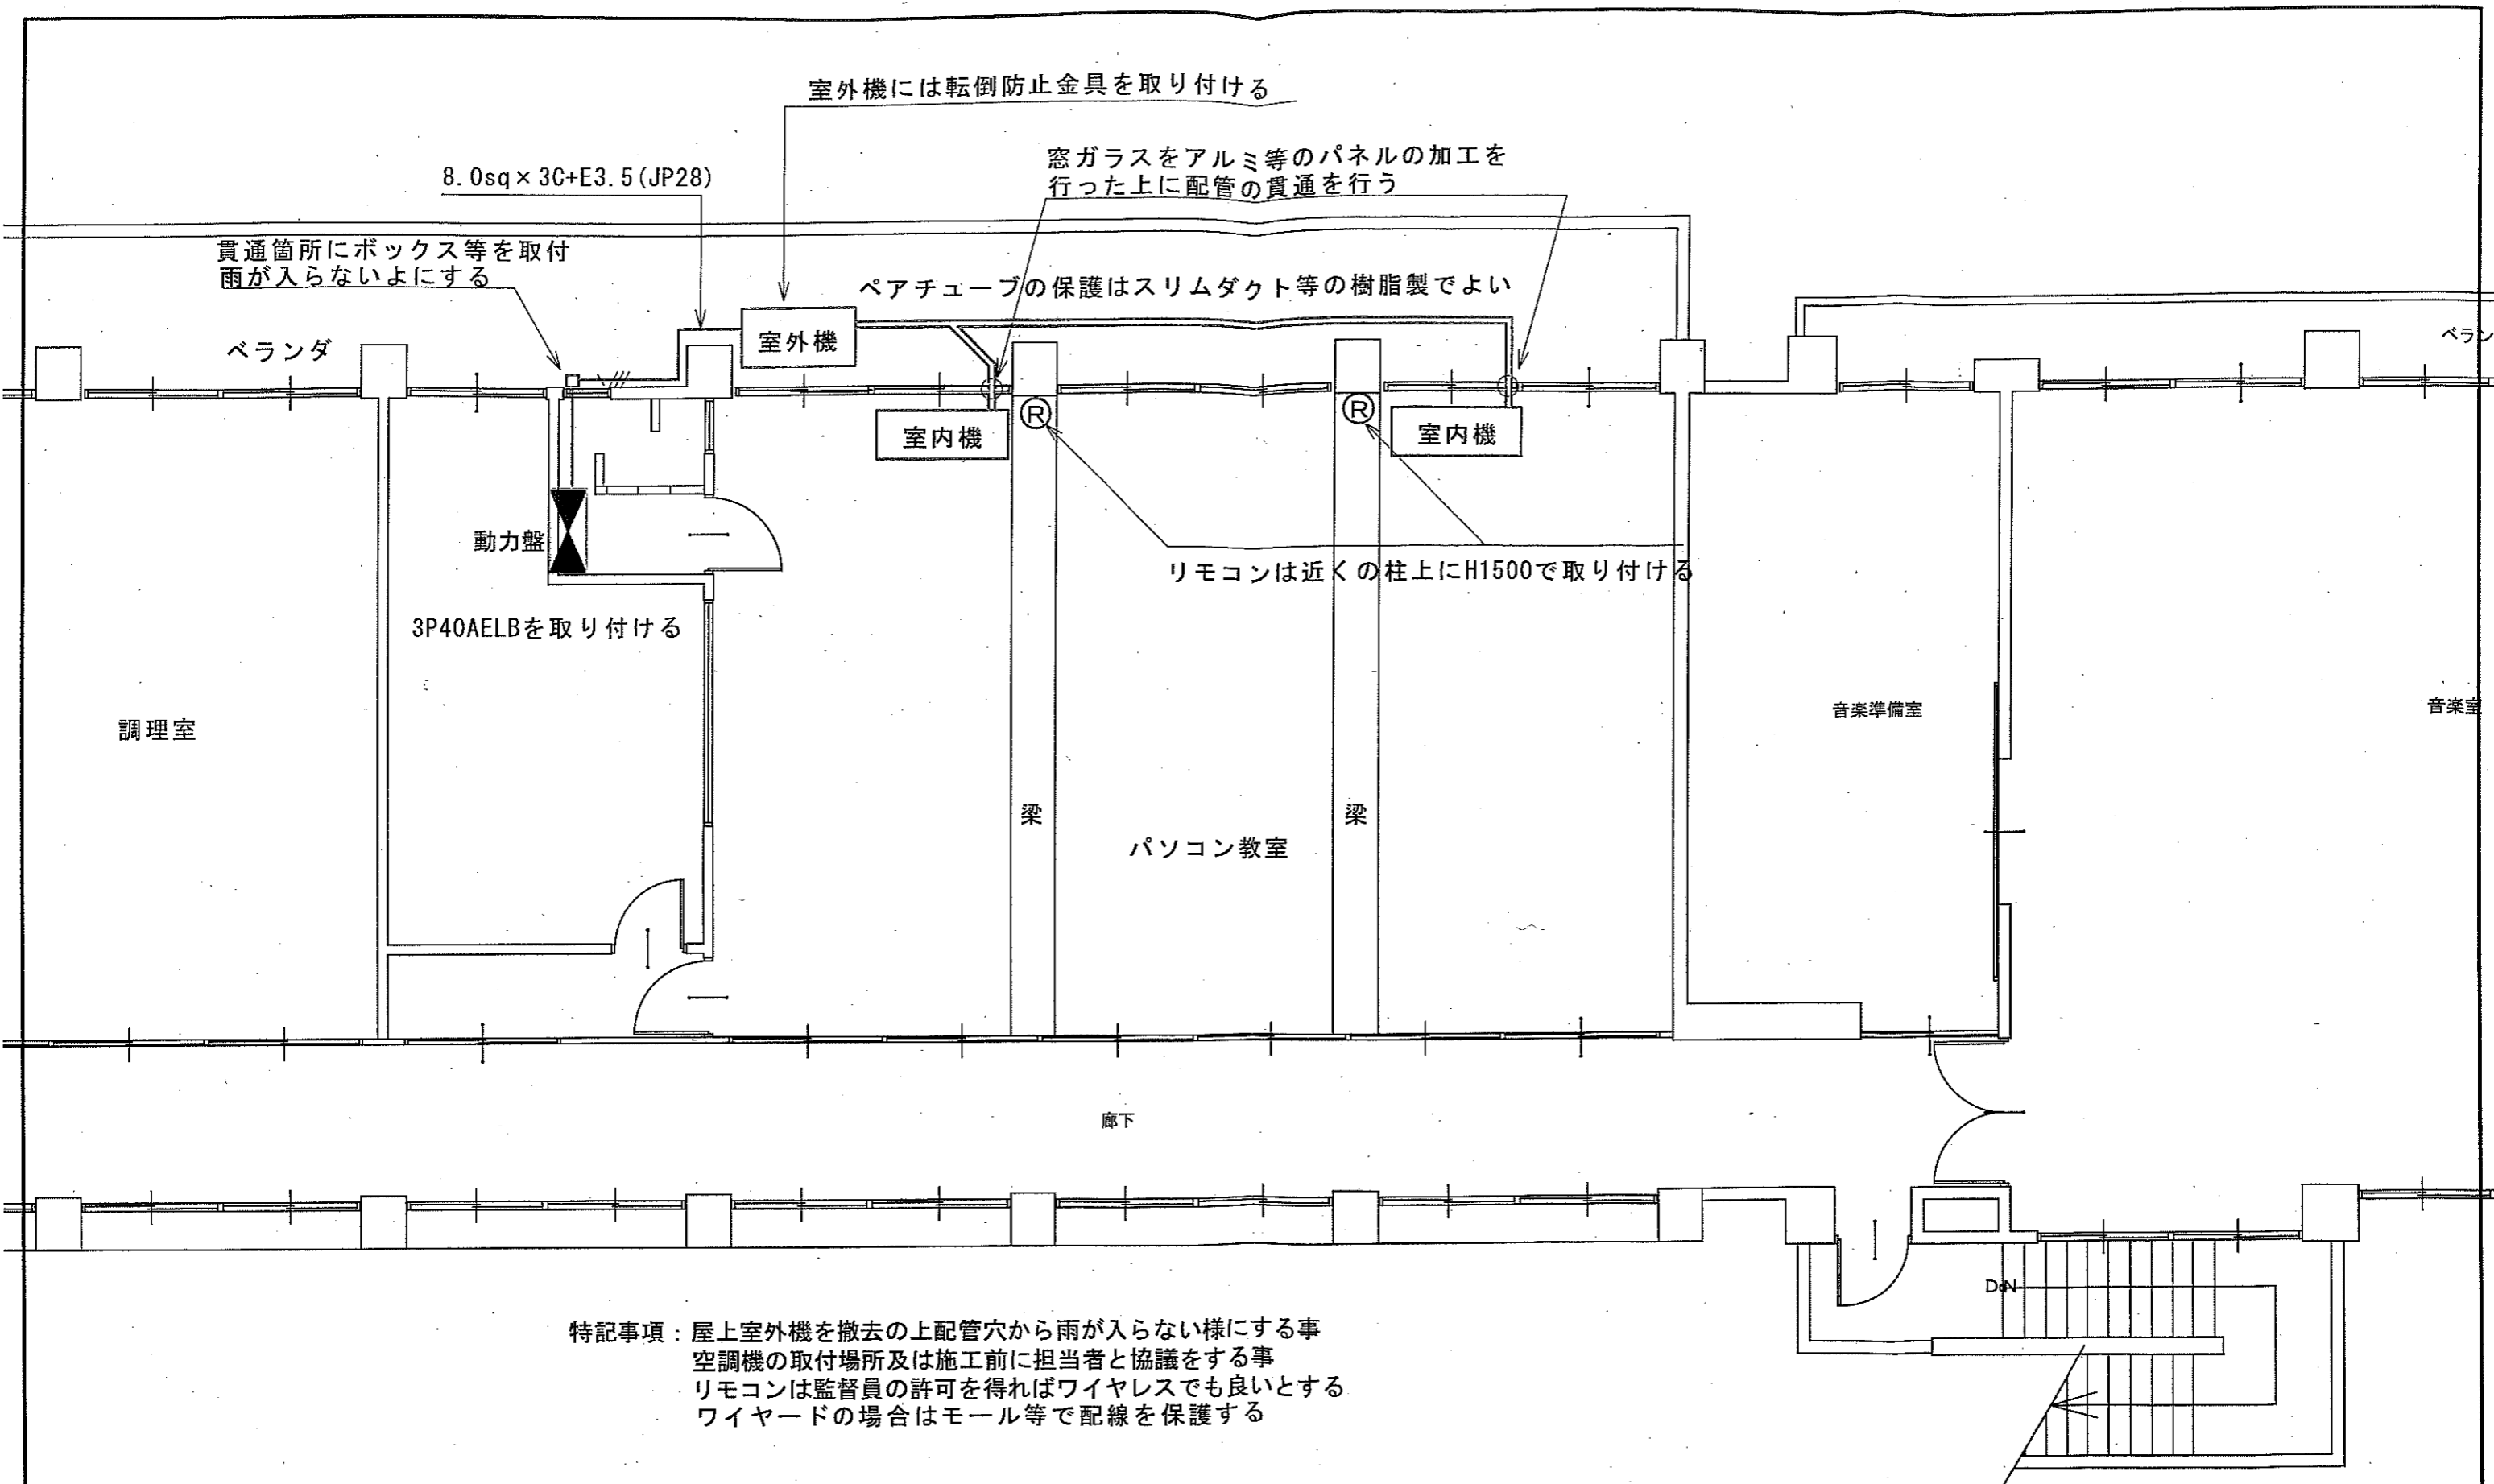 室外機には転倒防止金具を取り付ける
窓ガラスをアルミ等のパネルの加工を
行った上に配管の貫通を行う
8.0sq×3C+E3.5(JP28)
貫通箇所にボックス等を取付
雨が入らないよにする
ペアチューブの保護はスリムダクト等の樹脂製でよい
ベランダ
室外機
ベラン
室内機
室内機
R
R
動力盤
リモコンは近くの柱上にH1500で取り付ける
3P40AELBを取り付ける
調理室
音楽準備室
音楽室
梁
梁
パソコン教室
廊下
DN
特記事項：屋上室外機を撤去の上配管穴から雨が入らない様にする事
空調機の取付場所及は施工前に担当者と協議をする事
リモコンは監督員の許可を得ればワイヤレスでも良いとする
ワイヤードの場合はモール等で配線を保護する